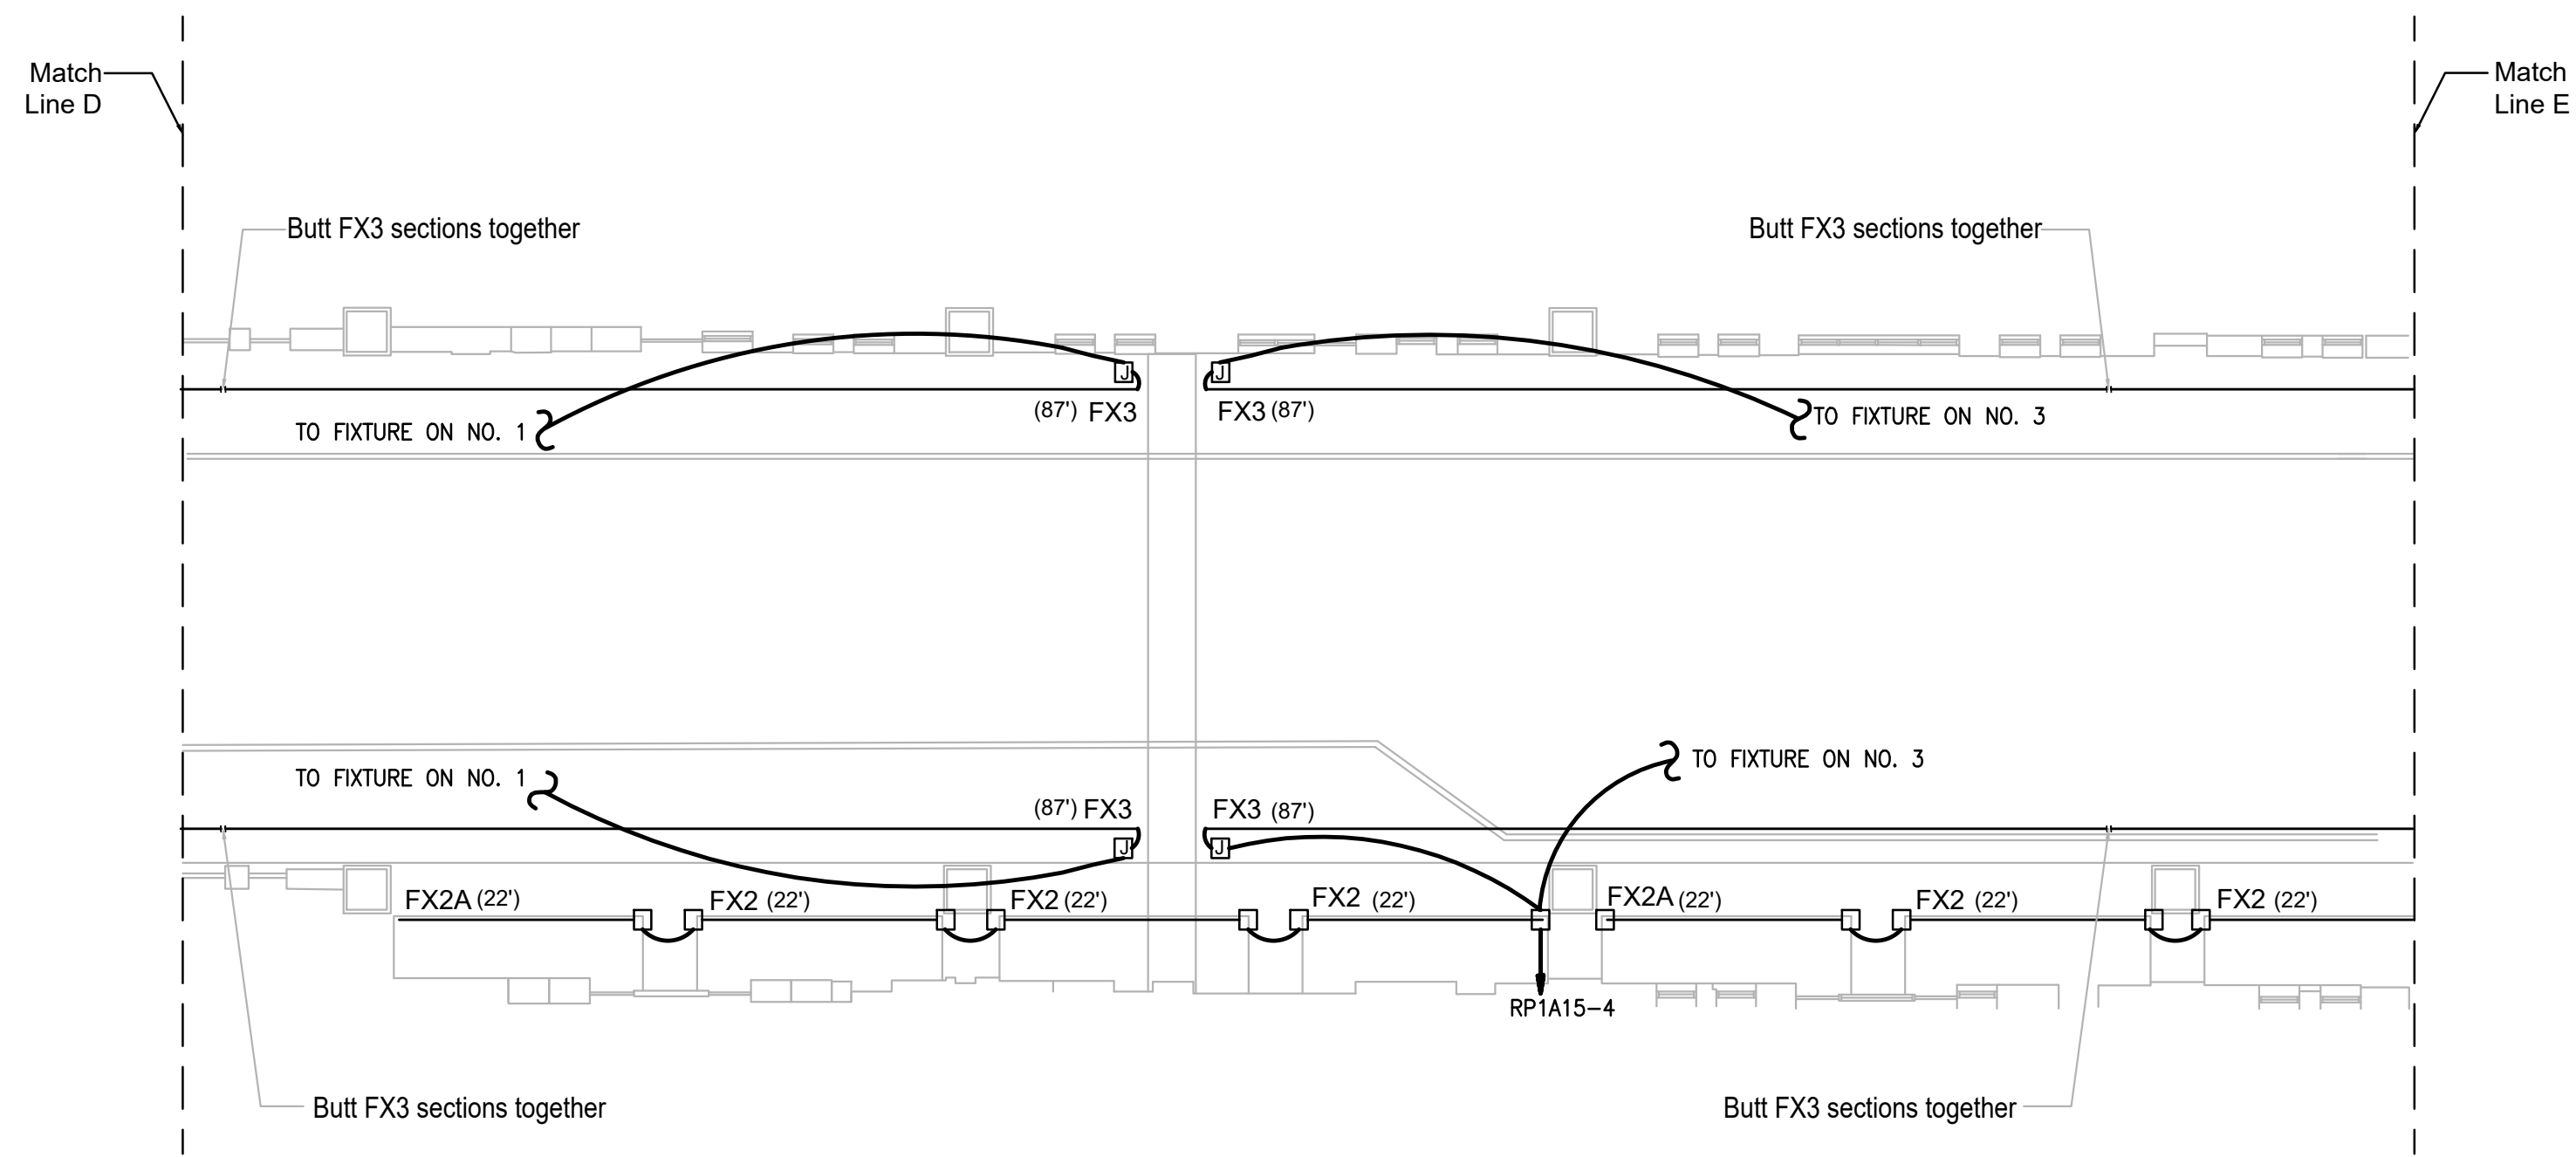 Match
Line D
Match
Line E
Butt FX3 sections together
Butt FX3 sections together
J
J
(87') FX3
FX3 (87')
TO FIXTURE ON NO. 1
TO FIXTURE ON NO. 3
TO FIXTURE ON NO. 3
TO FIXTURE ON NO. 1
(87') FX3
FX3 (87')
J
J
FX2A (22')
FX2 (22')
FX2 (22')
FX2 (22')
FX2A (22')
FX2 (22')
FX2 (22')
RP1A15-4
Butt FX3 sections together
Butt FX3 sections together